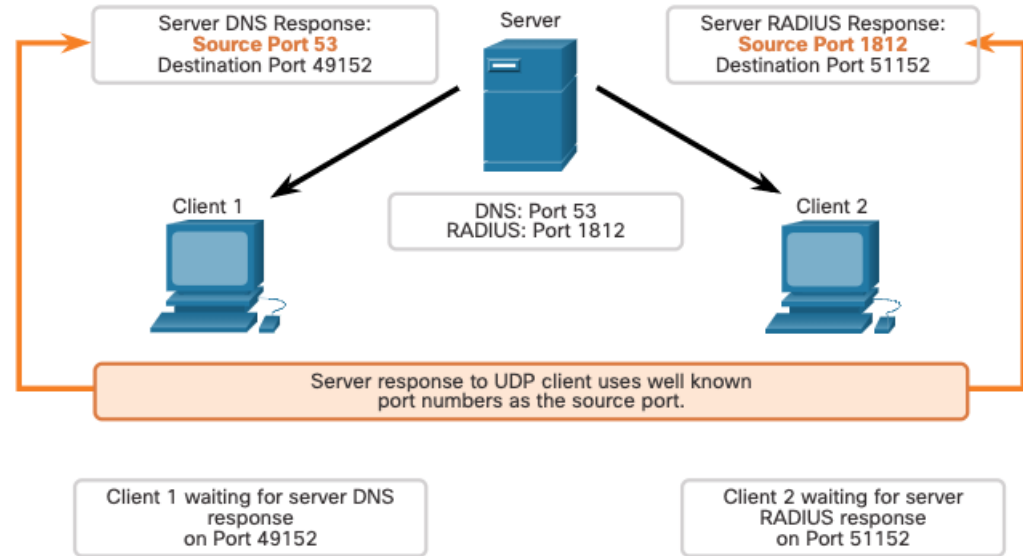 Server DNS Response:
Source Port 53
Destination Port 49152
Server
Server RADIUS Response:
Source Port 1812
Destination Port 51152
Client 1
DNS: Port 53
RADIUS: Port 1812
Client 2
Server response to UDP client uses well known
port numbers as the source port.
Client 1 waiting for server DNS
response
on Port 49152
Client 2 waiting for server
RADIUS response
on Port 51152